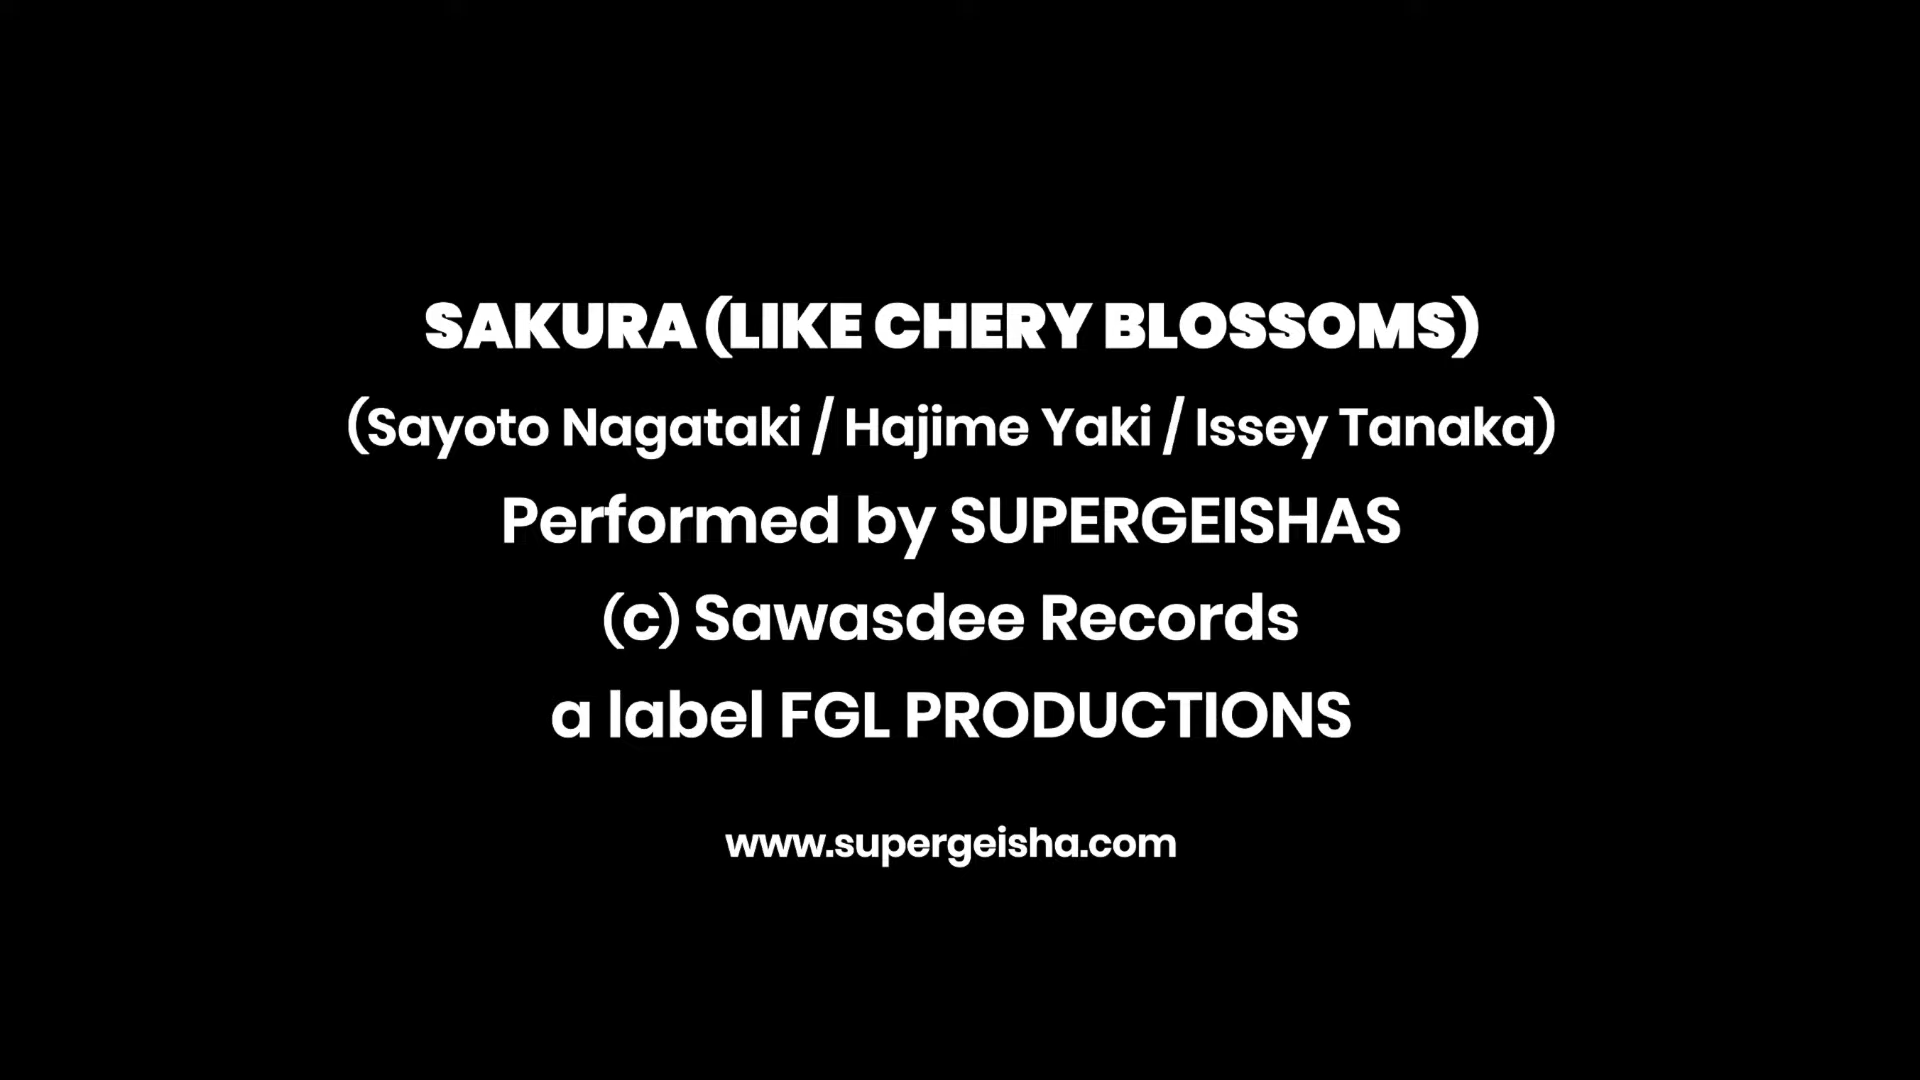 SAKURA (LIKE CHERY BLOSSOMS)
(Sayoto Nagataki / Hajime Yaki / Issey Tanaka)
Performed by SUPERGEISHAS
(c) Sawasdee Records
a label FGL PRODUCTIONS
www.supergeisha.com